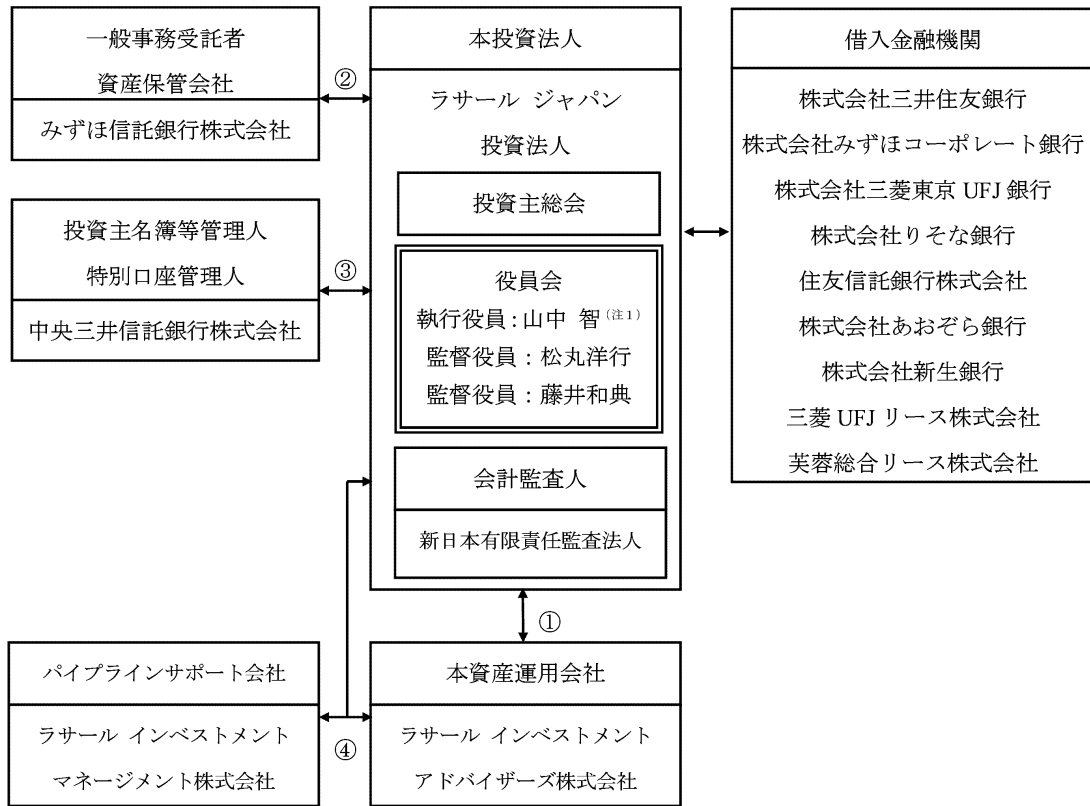 一般事務受託者
資産保管会社
みずほ信託銀行株式会社
②
投資主名簿等管理人
特別口座管理人
中央三井信託銀行株式会社
③
本投資法人
ラサール ジャパン
投資法人
投資主総会
役員会
執行役員:山中 智(注1)
監督役員:松丸洋行
監督役員:藤井和典
会計監査人
新日本有限責任監査法人
借入金融機関
株式会社三井住友銀行
株式会社みずほコーポレート銀行
株式会社三菱東京 UFJ 銀行
株式会社りそな銀行
住友信託銀行株式会社
株式会社あおぞら銀行
株式会社新生銀行
三菱 UFJ リース株式会社
芙蓉総合リース株式会社
①
パイプラインサポート会社
ラサール インベストメント
マネージメント株式会社
④
本資産運用会社
ラサール インベストメント
アドバイザーズ株式会社